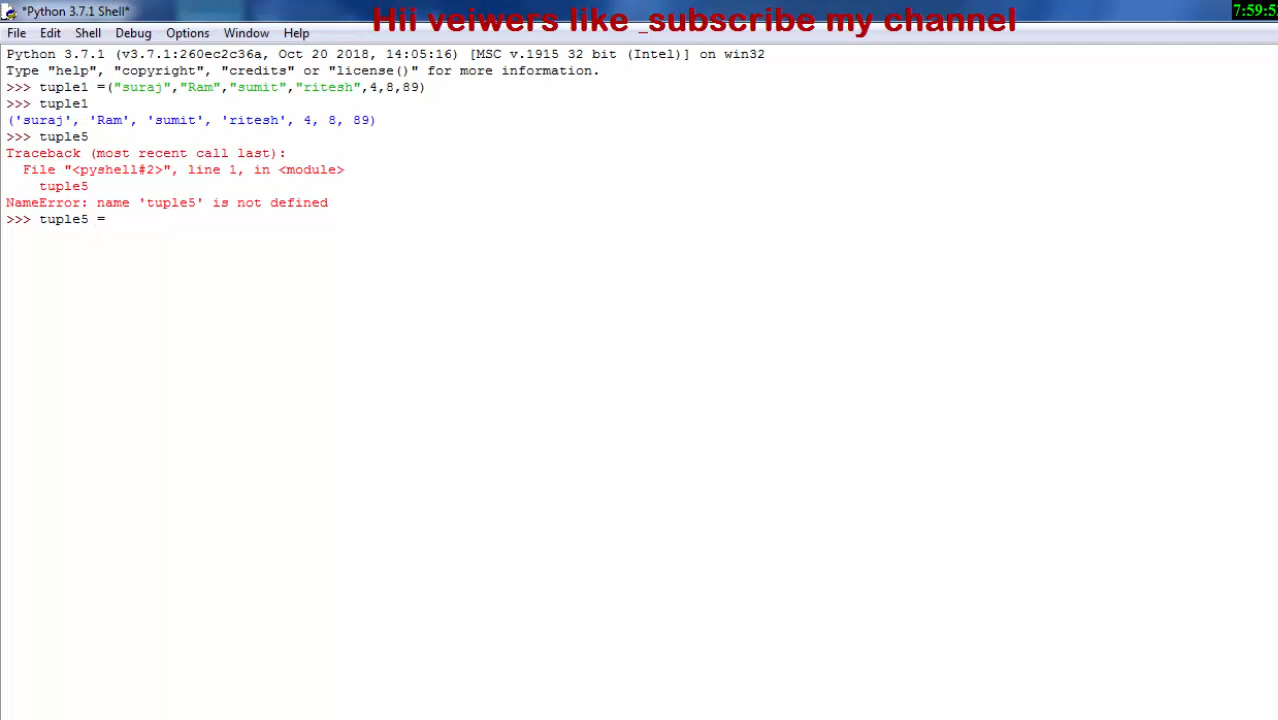 *Python 3.7.1 Shell*
Hii veiwers like _subscribe my channel
7:59:5
File Edit Shell Debug Options Window Help
Python 3.7.1 (v3.7.1:260ec2c36a, Oct 20 2018, 14:05:16) [MSC v.1915 32 bit (Intel)] on win32
Type "help", "copyright", "credits" or "license()" for more information.
>>> tuple1 =("suraj","Ram","sumit","ritesh",4,8,89)
>>> tuple1
('suraj', 'Ram', 'sumit', 'ritesh', 4, 8, 89)
>>> tuple5
Traceback (most recent call last):
  File "<pyshell#2>", line 1, in <module>
    tuple5
NameError: name 'tuple5' is not defined
>>> tuple5 =